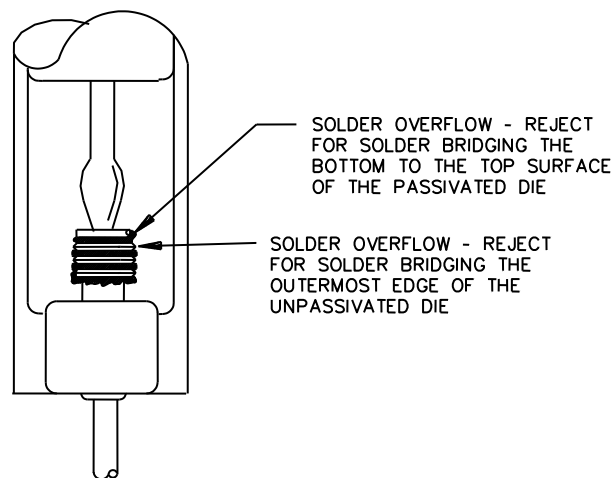 SOLDER OVERFLOW - REJECT
FOR SOLDER BRIDGING THE
BOTTOM TO THE TOP SURFACE
OF THE PASSIVATED DIE
SOLDER OVERFLOW - REJECT
FOR SOLDER BRIDGING THE
OUTERMOST EDGE OF THE
UNPASSIVATED DIE